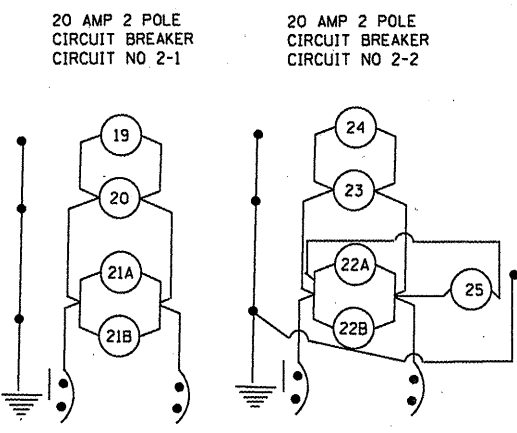 20 AMP 2 POLE
CIRCUIT BREAKER
CIRCUIT NO 2-1
20 AMP 2 POLE
CIRCUIT BREAKER
CIRCUIT NO 2-2
19
20
21A
21B
24
23
22A
25
22B